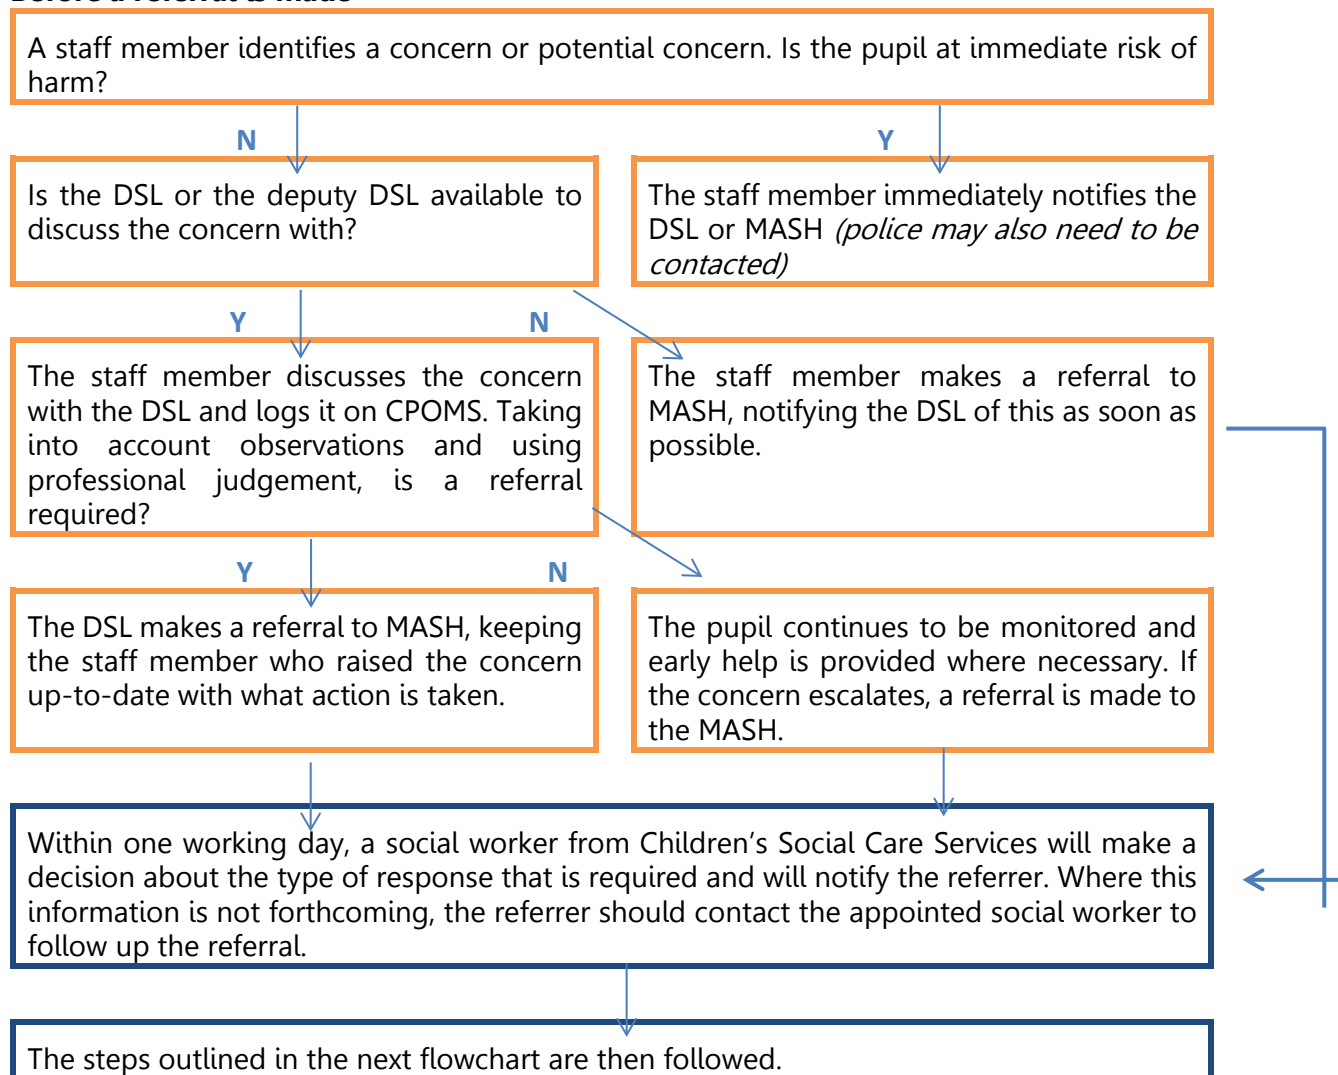 Before a referral is made
A staff member identifies a concern or potential concern. Is the pupil at immediate risk of
harm?
N
Y
Is the DSL or the deputy DSL available to
discuss the concern with?
The staff member immediately notifies the
DSL or MASH (police may also need to be
contacted)
Y
N
The staff member discusses the concern
with the DSL and logs it on CPOMS. Taking
into account observations and using
professional judgement, is a referral
required?
The staff member makes a referral to
MASH, notifying the DSL of this as soon as
possible.
Y
N
The DSL makes a referral to MASH, keeping
the staff member who raised the concern
up-to-date with what action is taken.
The pupil continues to be monitored and
early help is provided where necessary. If
the concern escalates, a referral is made to
the MASH.
Within one working day, a social worker from Children's Social Care Services will make a
decision about the type of response that is required and will notify the referrer. Where this
information is not forthcoming, the referrer should contact the appointed social worker to
follow up the referral.
The steps outlined in the next flowchart are then followed.